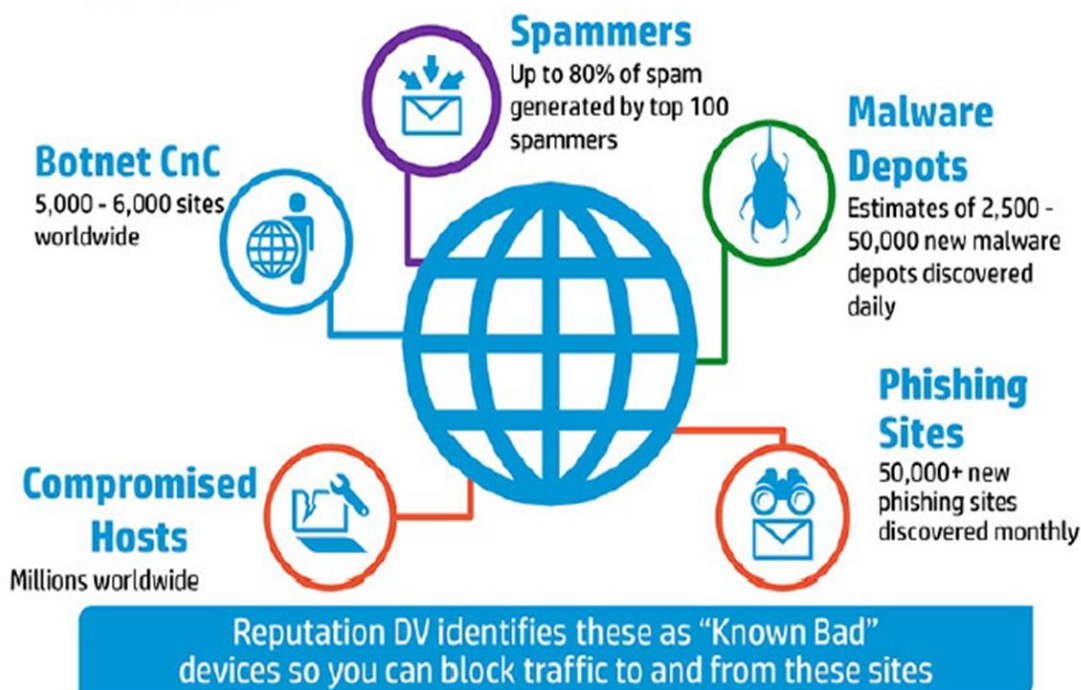 Spammers
Up to 80% of spam
generated by top 100
spammers
Malware
Depots
Estimates of 2,500 -
50,000 new malware
depots discovered
daily
Botnet CnC
5,000 - 6,000 sites
worldwide
Phishing
Sites
50,000+ new
phishing sites
discovered monthly
Compromised
Hosts
Millions worldwide
Reputation DV identifies these as “Known Bad”
devices so you can block traffic to and from these sites